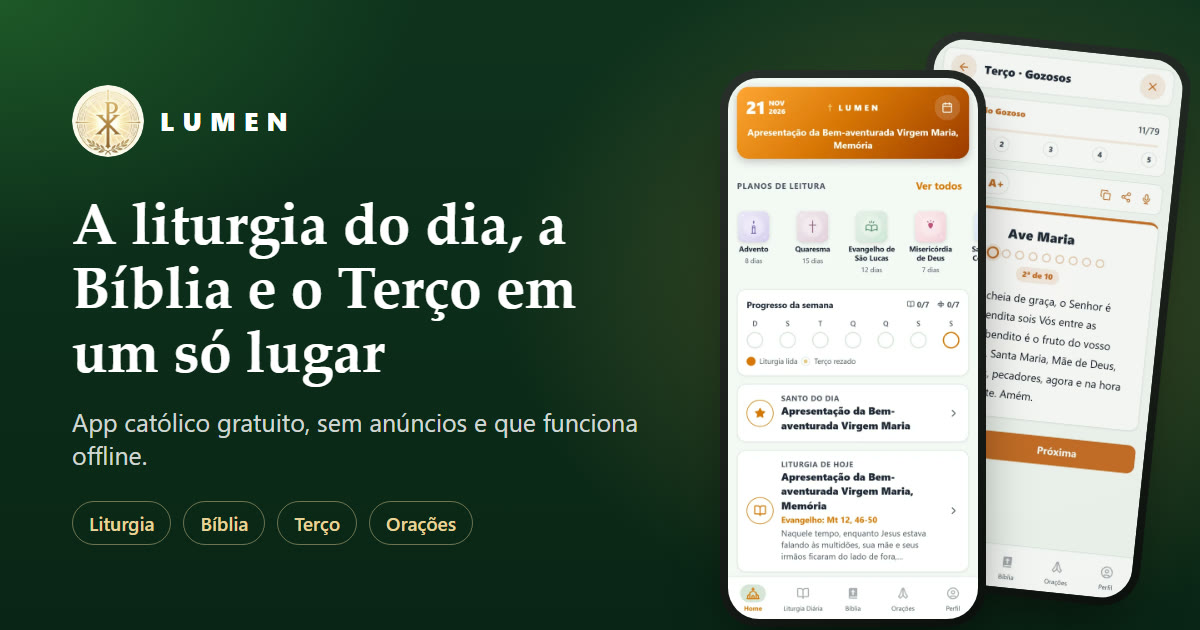 LUMEN
A liturgia do dia, a
Bíblia e o Terço em
um só lugar
App católico gratuito, sem anúncios e que funciona
offline.
Liturgia
Bíblia
Terço
Orações
21 NOV
2026
† LUMEN
Apresentação da Bem-aventurada Virgem Maria,
Memória
PLANOS DE LEITURA
Ver todos
Advento
8 dias
Quaresma
15 dias
Evangelho de
São Lucas
12 dias
Misericórdia
de Deus
7 dias
Progresso da semana
0/7
0/7
D S T Q Q S S
Liturgia lida
Terço rezado
SANTO DO DIA
Apresentação da Bem-
aventurada Virgem Maria
LITURGIA DE HOJE
Apresentação da Bem-
aventurada Virgem Maria,
Memória
Evangelho: Mt 12, 46-50
Naquele tempo, enquanto Jesus estava
falando às multidões, sua mãe e seus
irmãos ficaram do lado de fora,...
Home
Liturgia Diária
Bíblia
Orações
Perfil
Terço · Gozosos
Gozoso
11/79
2 3 4 5
A+
Ave Maria
2ª de 10
cheia de graça, o Senhor é
endita sois Vós entre as
bendito é o fruto do vosso
. Santa Maria, Mãe de Deus,
, pecadores, agora e na hora
te. Amém.
Próxima
Bíblia
Orações
Perfil